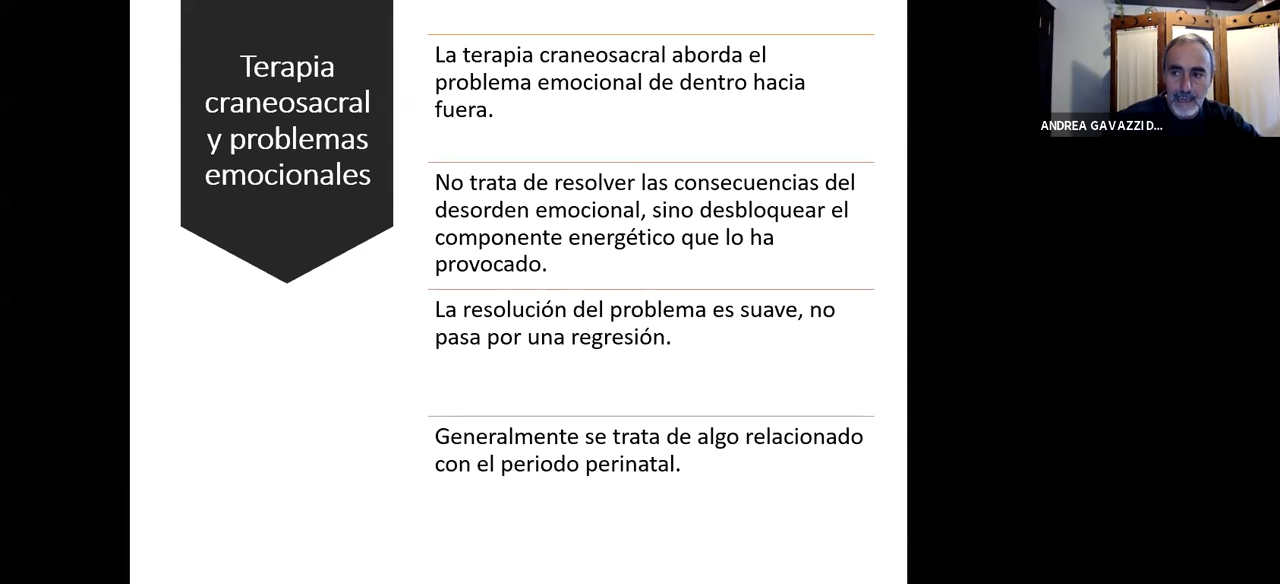 Terapia
craneosacral
y problemas
emocionales
La terapia craneosacral aborda el
problema emocional de dentro hacia
fuera.
No trata de resolver las consecuencias del
desorden emocional, sino desbloquear el
componente energético que lo ha
provocado.
La resolución del problema es suave, no
pasa por una regresión.
Generalmente se trata de algo relacionado
con el periodo perinatal.
ANDREA GAVAZZI D...